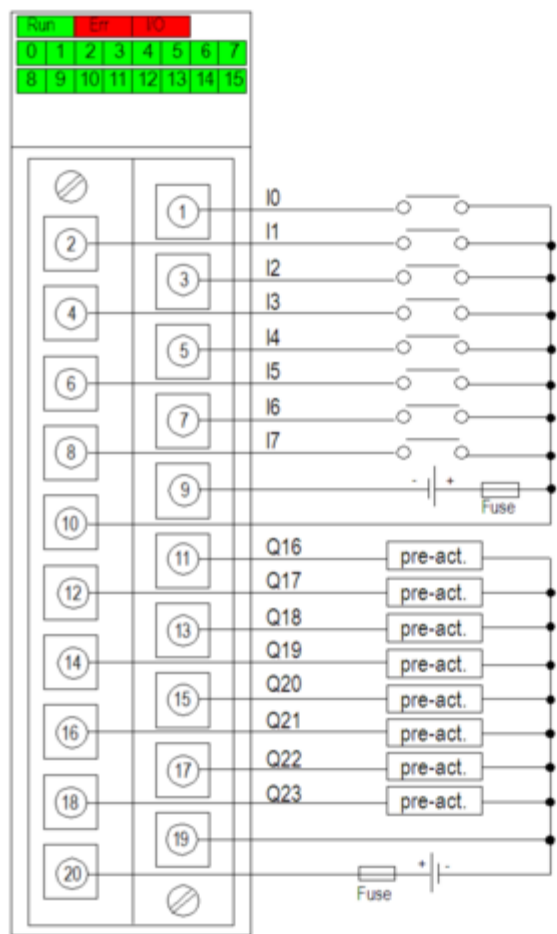 Run Err I/O
0 1 2 3 4 5 6 7
8 9 10 11 12 13 14 15
1 I0
2 I1
3 I2
4 I3
5 I4
6 I5
7 I6
8 I7
9 - + Fuse
10
11 Q16 pre-act.
12 Q17 pre-act.
13 Q18 pre-act.
14 Q19 pre-act.
15 Q20 pre-act.
16 Q21 pre-act.
17 Q22 pre-act.
18 Q23 pre-act.
19
20 Fuse + -